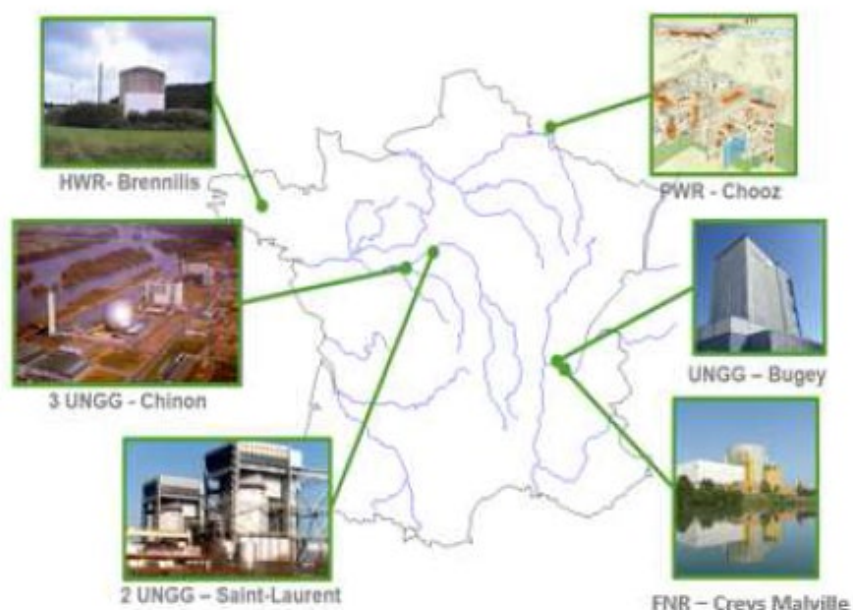 HWR- Brennilis
PWR - Chooz
3 UNGG - Chinon
UNGG – Bugey
2 UNGG – Saint-Laurent
FNR – Creys Malville